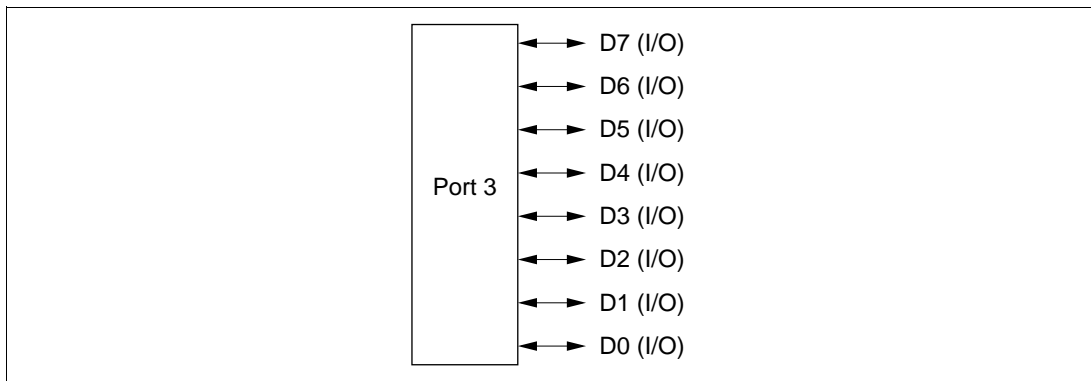 D7 (I/O)
D6 (I/O)
D5 (I/O)
D4 (I/O)
Port 3
D3 (I/O)
D2 (I/O)
D1 (I/O)
D0 (I/O)